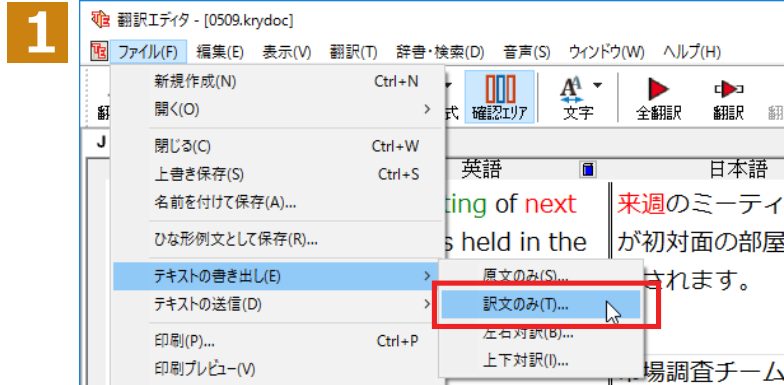 1
翻訳エディタ - [0509.krydoc]
ファイル(F) 編集(E) 表示(V) 翻訳(T) 辞書・検索(D) 音声(S) ウィンドウ(W) ヘルプ(H)
新規作成(N) Ctrl+N
開く(O) >
閉じる(C) Ctrl+W
上書き保存(S) Ctrl+S
名前を付けて保存(A)...
ひな形例文として保存(R)...
テキストの書き出し(E) >
テキストの送信(D) >
印刷(P)... Ctrl+P
印刷プレビュー(V)
原文のみ(S)...
訳文のみ(T)...
左右対訳(B)...
上下対訳(I)...
式 確認エリア 文字 全翻訳 翻訳 翻
翻
J
英語 日本語
ting of next
s held in the
来週のミーティ
が初対面の部屋
されます。
場調査チーム